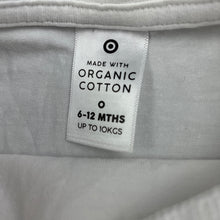 MADE WITH
ORGANIC
COTTON
0
6-12 MTHS
UP TO 10KGS